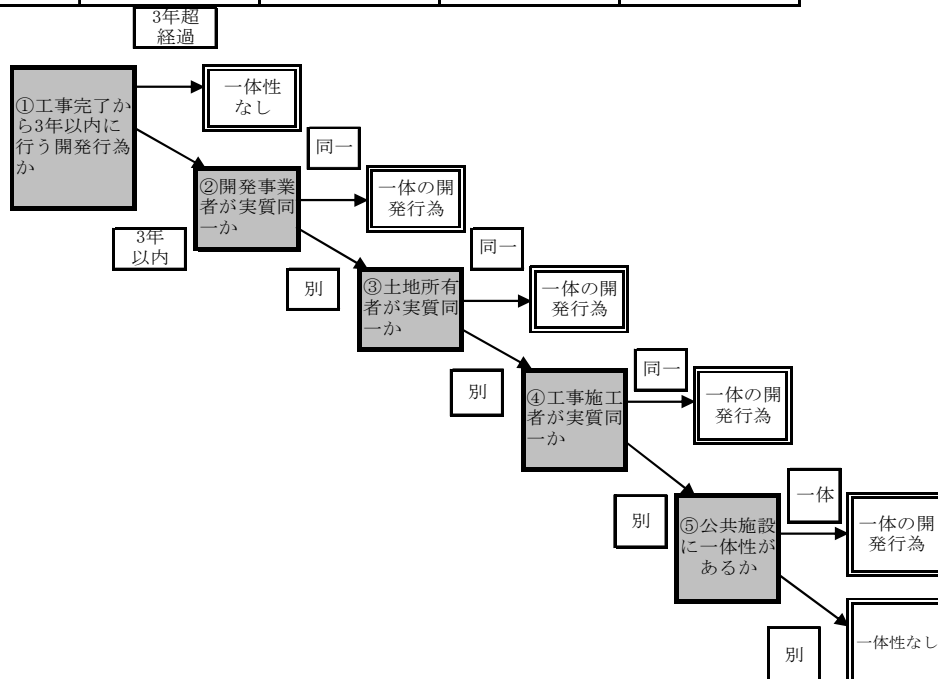 3年超
経過
①工事完了か
ら3年以内に
行う開発行為
か
一体性
なし
同一
②開発事業
者が実質同
一か
一体の開
発行為
3年
以内
同一
別
③土地所有
者が実質同
一か
一体の開
発行為
別
④工事施工
者が実質同
一か
同一
一体の開
発行為
別
⑤公共施設
に一体性が
あるか
一体
一体の開
発行為
別
一体性なし